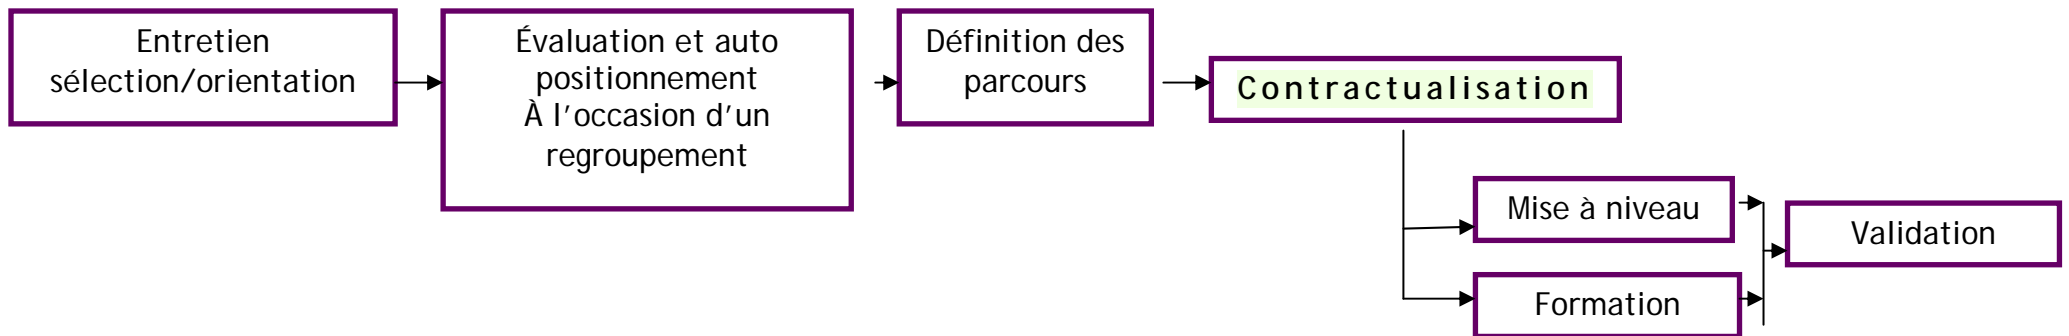 Entretien
sélection/orientation
Évaluation et auto
positionnement
À l’occasion d’un
regroupement
Définition des
parcours
Contractualisation
Mise à niveau
Formation
Validation